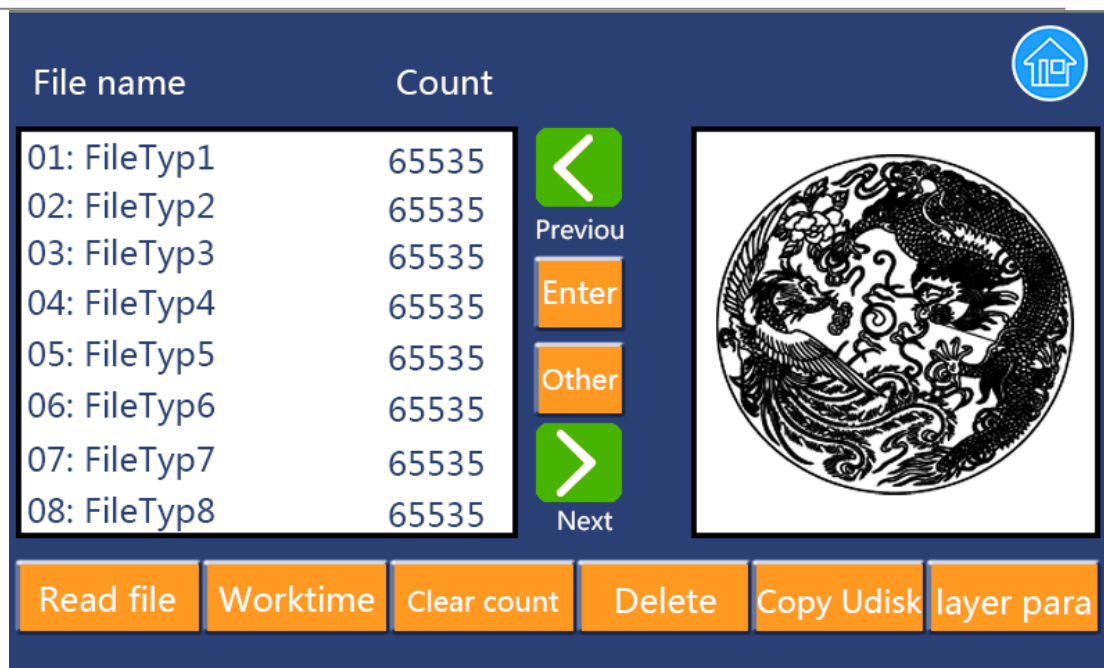 File name Count
01: FileTyp1 65535
02: FileTyp2 65535
03: FileTyp3 65535
04: FileTyp4 65535
05: FileTyp5 65535
06: FileTyp6 65535
07: FileTyp7 65535
08: FileTyp8 65535
Previou
Enter
Other
Next
Read file Worktime Clear count Delete Copy Udisk layer para